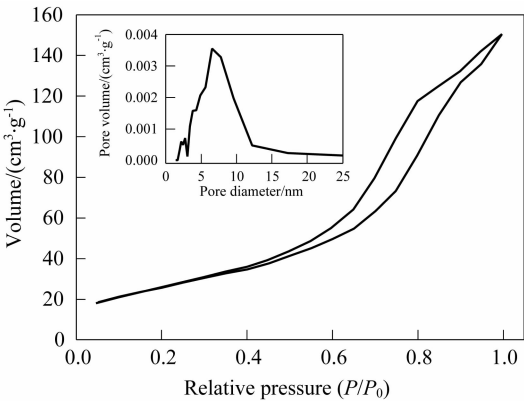 160
140
120
100
80
60
40
20
0
Volume/(cm³·g⁻¹)
0.0 0.2 0.4 0.6 0.8 1.0
Relative pressure (P/P₀)
0.004
0.003
0.002
0.001
0.000
Pore volume/(cm³·g⁻¹)
0 5 10 15 20 25
Pore diameter/nm